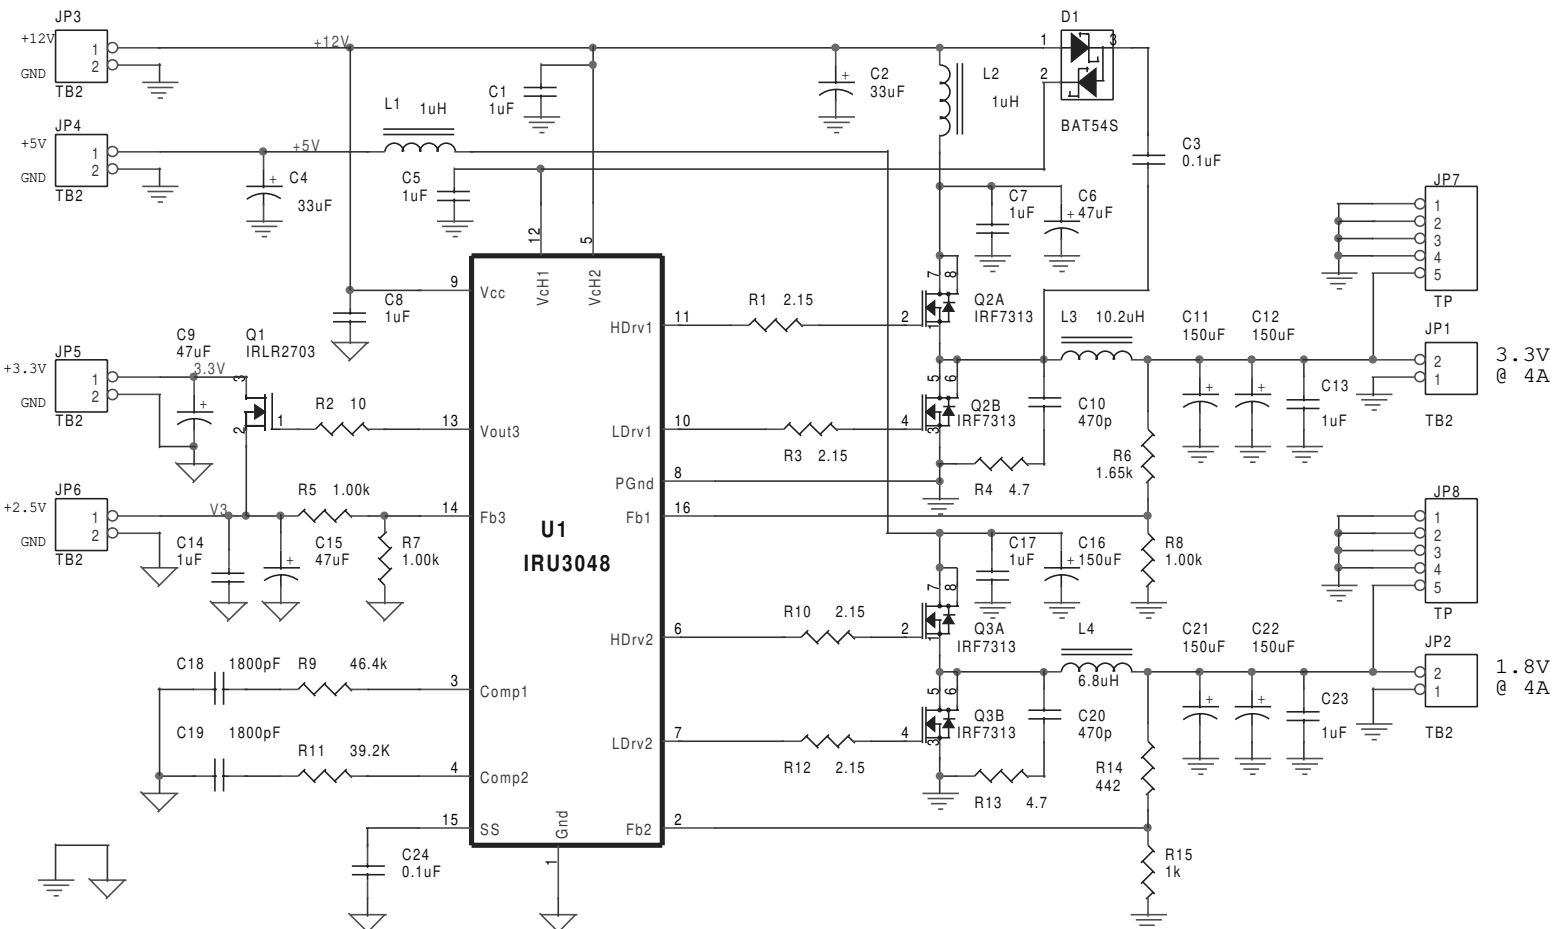 JP3
+12V
1
2
GND
TB2
+12V
JP4
+5V
1
2
GND
TB2
+5V
C4
33uF
L1 1uH
C1
1uF
C5
1uF
C2
33uF
L2
1uH
D1
1
2
3
BAT54S
C3
0.1uF
C7
1uF
C6
47uF
12
5
VcH1
VcH2
9
Vcc
C8
1uF
C9
47uF
Q1
IRLR2703
JP5
+3.3V
1
2
GND
TB2
3.3V
3
1
2
R2 10
13
Vout3
JP6
+2.5V
1
2
GND
TB2
V3
R5 1.00k
14
Fb3
C14
1uF
C15
47uF
R7
1.00k
U1
IRU3048
HDrv1
11
R1 2.15
2
7
8
1
Q2A
IRF7313
LDrv1
10
R3 2.15
4
5
6
3
Q2B
IRF7313
PGnd
8
Fb1
16
R4 4.7
C10
470p
L3 10.2uH
R6
1.65k
R8
1.00k
C11
150uF
C12
150uF
C13
1uF
JP7
1
2
3
4
5
TP
JP1
2
1
TB2
3.3V
@ 4A
C17
1uF
C16
150uF
HDrv2
6
R10 2.15
2
7
8
1
Q3A
IRF7313
LDrv2
7
R12 2.15
4
5
6
3
Q3B
IRF7313
L4
6.8uH
C20
470p
R13 4.7
R14
442
R15
1k
C21
150uF
C22
150uF
C23
1uF
JP8
1
2
3
4
5
TP
JP2
2
1
TB2
1.8V
@ 4A
C18 1800pF
R9 46.4k
3
Comp1
C19 1800pF
R11 39.2K
4
Comp2
15
SS
C24
0.1uF
Gnd
1
Fb2
2